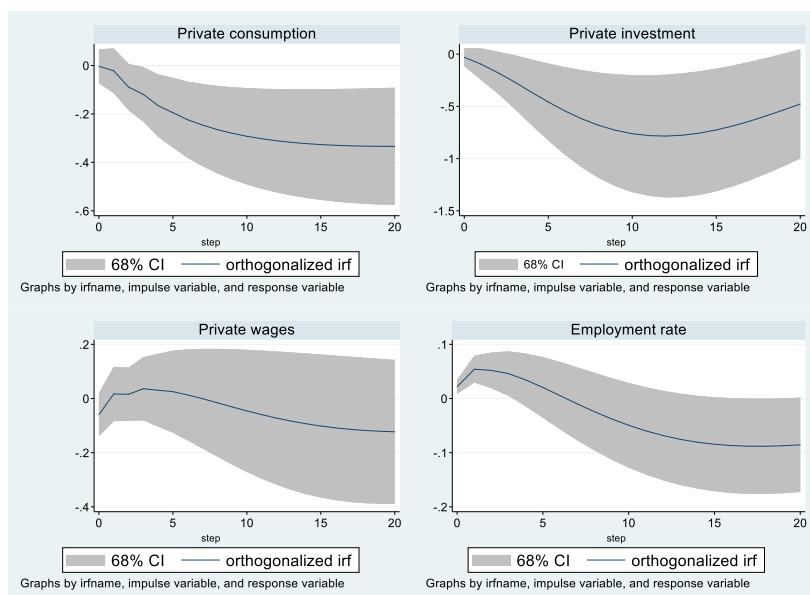 Private consumption
0
-.2
-.4
-.6
0 5 10 15 20
step
68% CI orthogonalized irf
Graphs by irfname, impulse variable, and response variable
Private investment
0
-.5
-1
-1.5
0 5 10 15 20
step
68% CI orthogonalized irf
Graphs by irfname, impulse variable, and response variable
Private wages
.2
0
-.2
-.4
0 5 10 15 20
step
68% CI orthogonalized irf
Graphs by irfname, impulse variable, and response variable
Employment rate
.1
0
-.1
-.2
0 5 10 15 20
step
68% CI orthogonalized irf
Graphs by irfname, impulse variable, and response variable